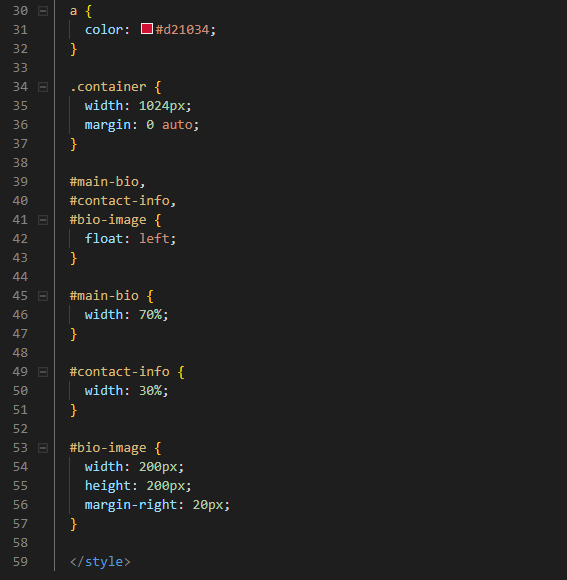 30 a {
31 color: #d21034;
32 }
33
34 .container {
35 width: 1024px;
36 margin: 0 auto;
37 }
38
39 #main-bio,
40 #contact-info,
41 #bio-image {
42 float: left;
43 }
44
45 #main-bio {
46 width: 70%;
47 }
48
49 #contact-info {
50 width: 30%;
51 }
52
53 #bio-image {
54 width: 200px;
55 height: 200px;
56 margin-right: 20px;
57 }
58
59 </style>